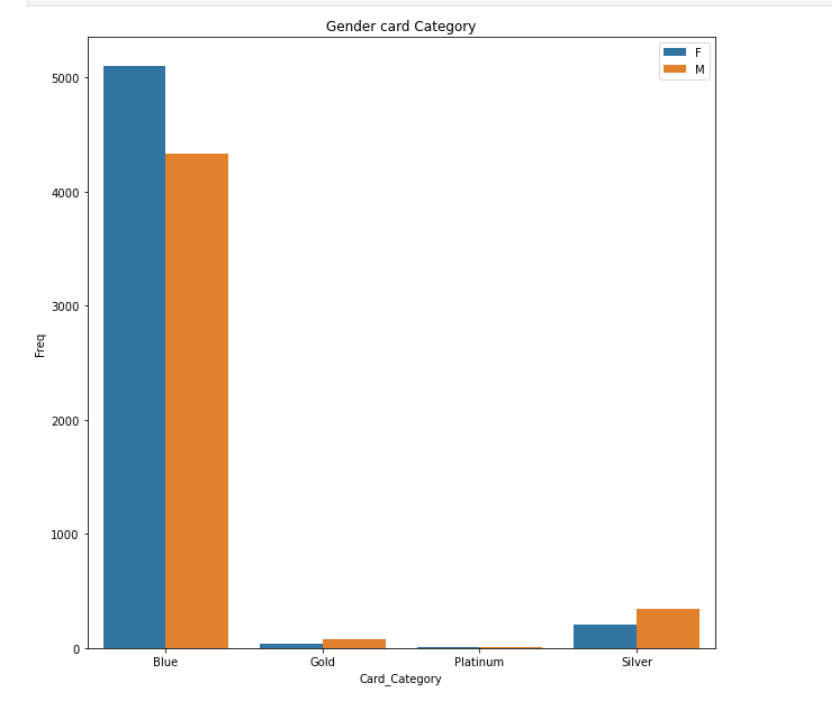 Gender card Category
F
M
5000
4000
3000
2000
1000
0
Freq
Blue Gold Platinum Silver
Card_Category